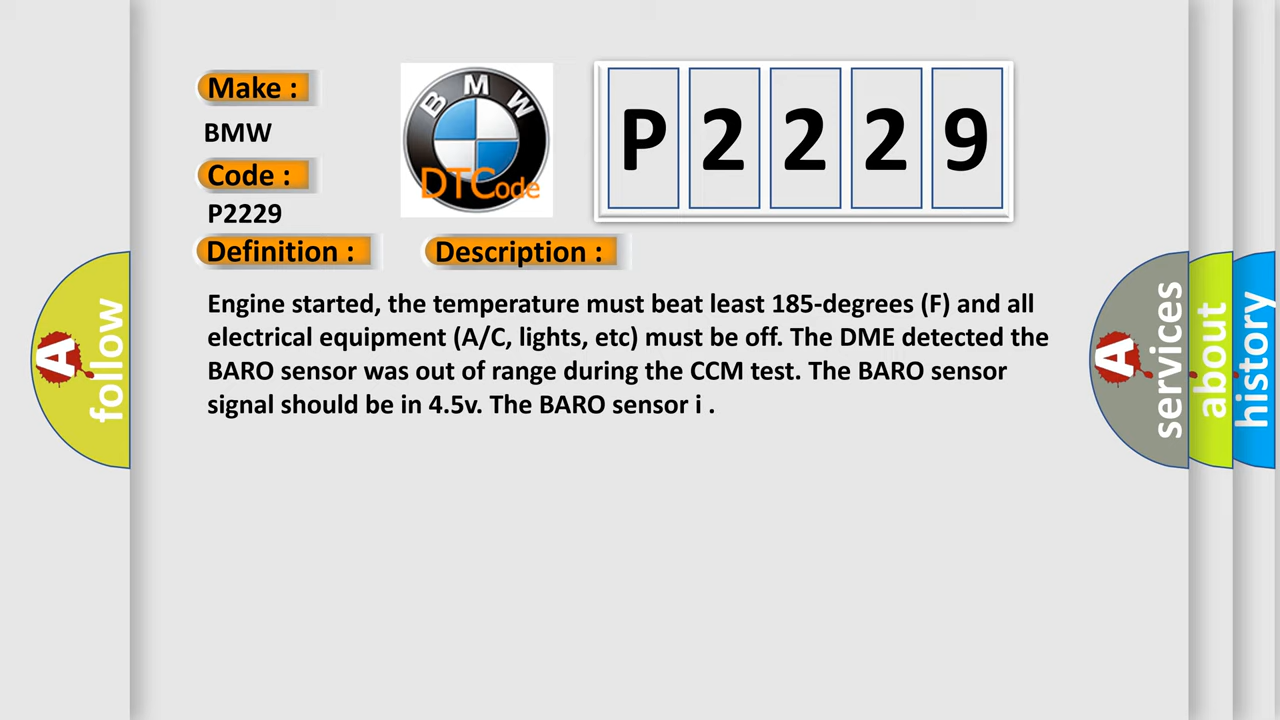 Make :
BMW
Code :
P2229
Definition :
Description :
BMW
DTCode
P2229
Engine started, the temperature must beat least 185-degrees (F) and all
electrical equipment (A/C, lights, etc) must be off. The DME detected the
BARO sensor was out of range during the CCM test. The BARO sensor
signal should be in 4.5v. The BARO sensor i .
A follow
A services
about
history